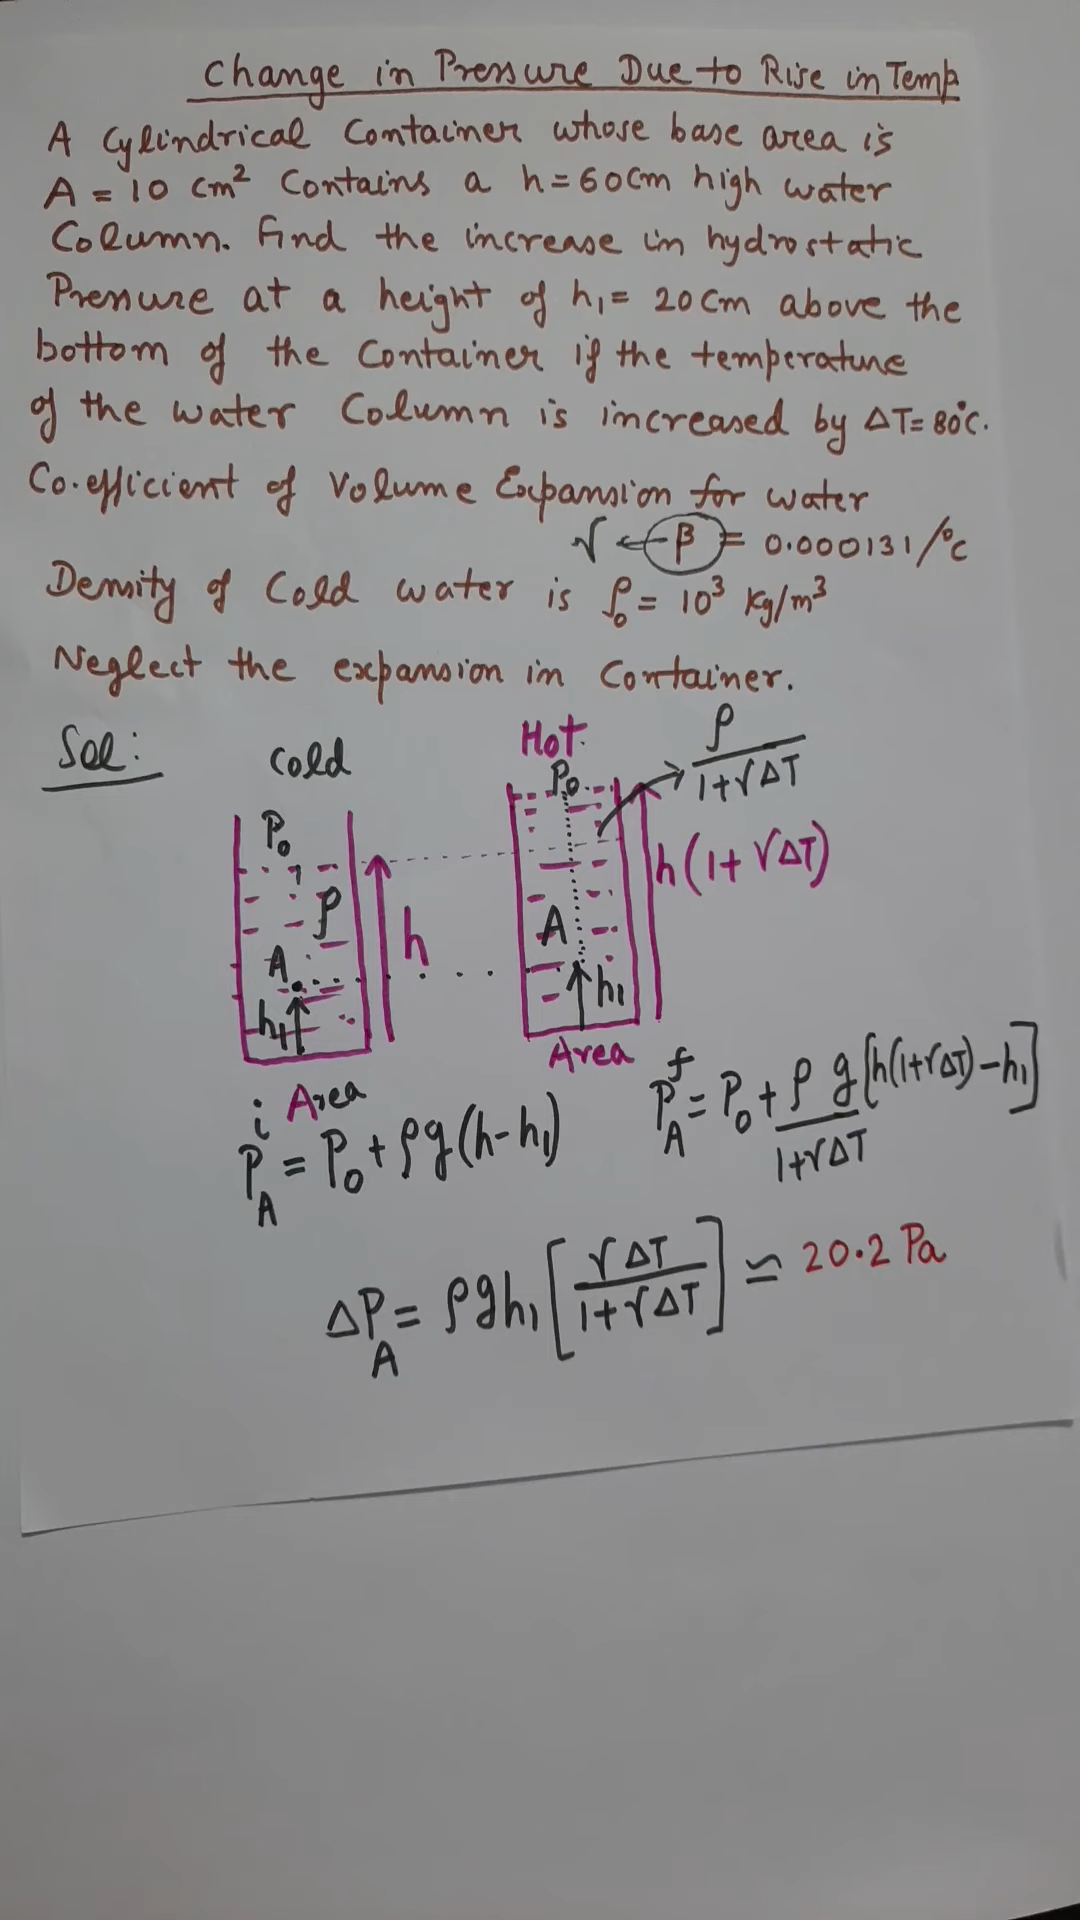 Change in Pressure Due to Rise in Temp
A Cylindrical Container whose base area is
A = 10 cm² Contains a h=60cm high water
Column. Find the increase in hydrostatic
Pressure at a height of h₁= 20cm above the
bottom of the Container if the temperature
of the water Column is increased by ΔT= 80°C.
Co.efficient of Volume Expansion for water
γ ← β = 0.000131/°C
Density of Cold water is ρ₀ = 10³ Kg/m³
Neglect the expansion in Container.
Sol:
Cold
P₀
ρ
A
h₁
h
Area
Hot
P₀
A
h₁
Area
ρ/(1+γΔT)
h(1+γΔT)
P_A^i = P₀ + ρg(h-h₁)
P_A^f = P₀ + ρ/(1+γΔT) g[h(1+γΔT)-h₁]
ΔP_A = ρgh₁[γΔT/(1+γΔT)] ≃ 20.2 Pa